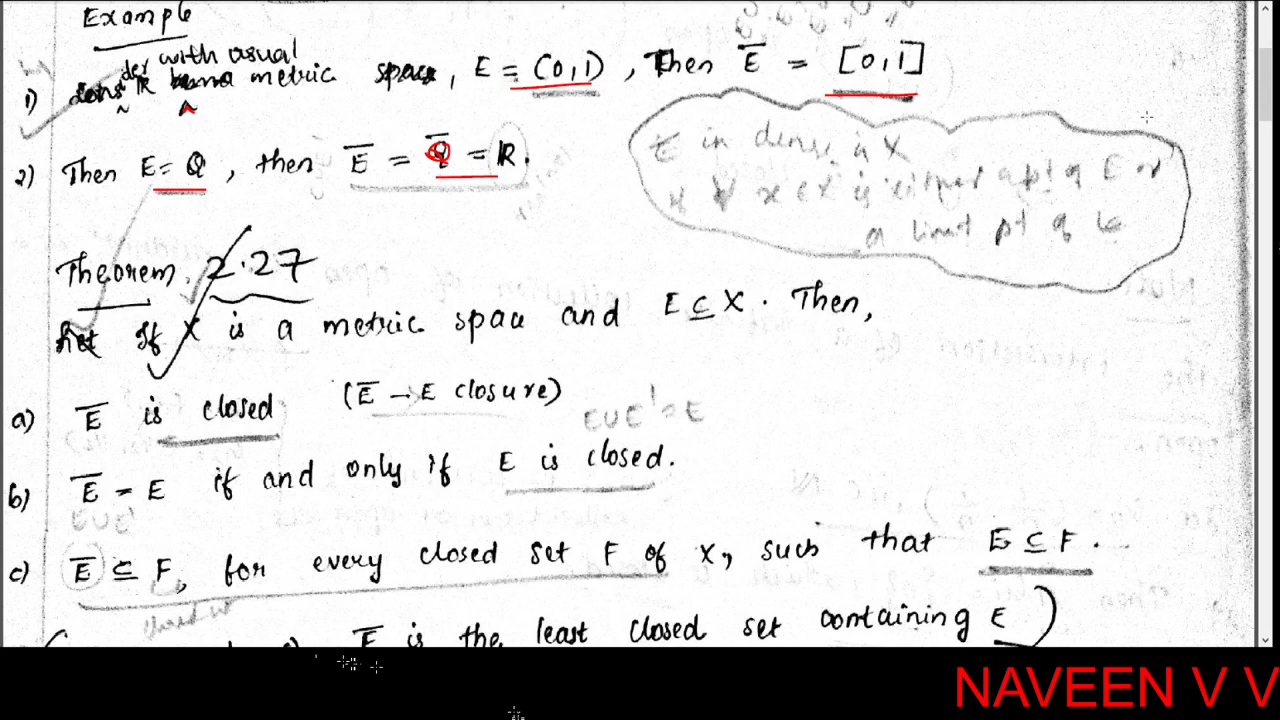 Example
1) Consider ℝ with usual metric space, E = (0,1), Then E̅ = [0,1]
2) Then E = Q, then E̅ = Q̅ = ℝ.
E in dense in X
if ∀ x ∈ X is either a pt of E or
a limit pt of E
Theorem. 2.27
If X is a metric space and E ⊆ X. Then,
a) E̅ is closed (E̅ → E closure)
E∪E' = E
b) E̅ = E if and only if E is closed.
E∪E'
c) E̅ ⊆ F, for every closed set F of X, such that E ⊆ F.
closed
E̅ is the least closed set containing E)
NAVEEN V V